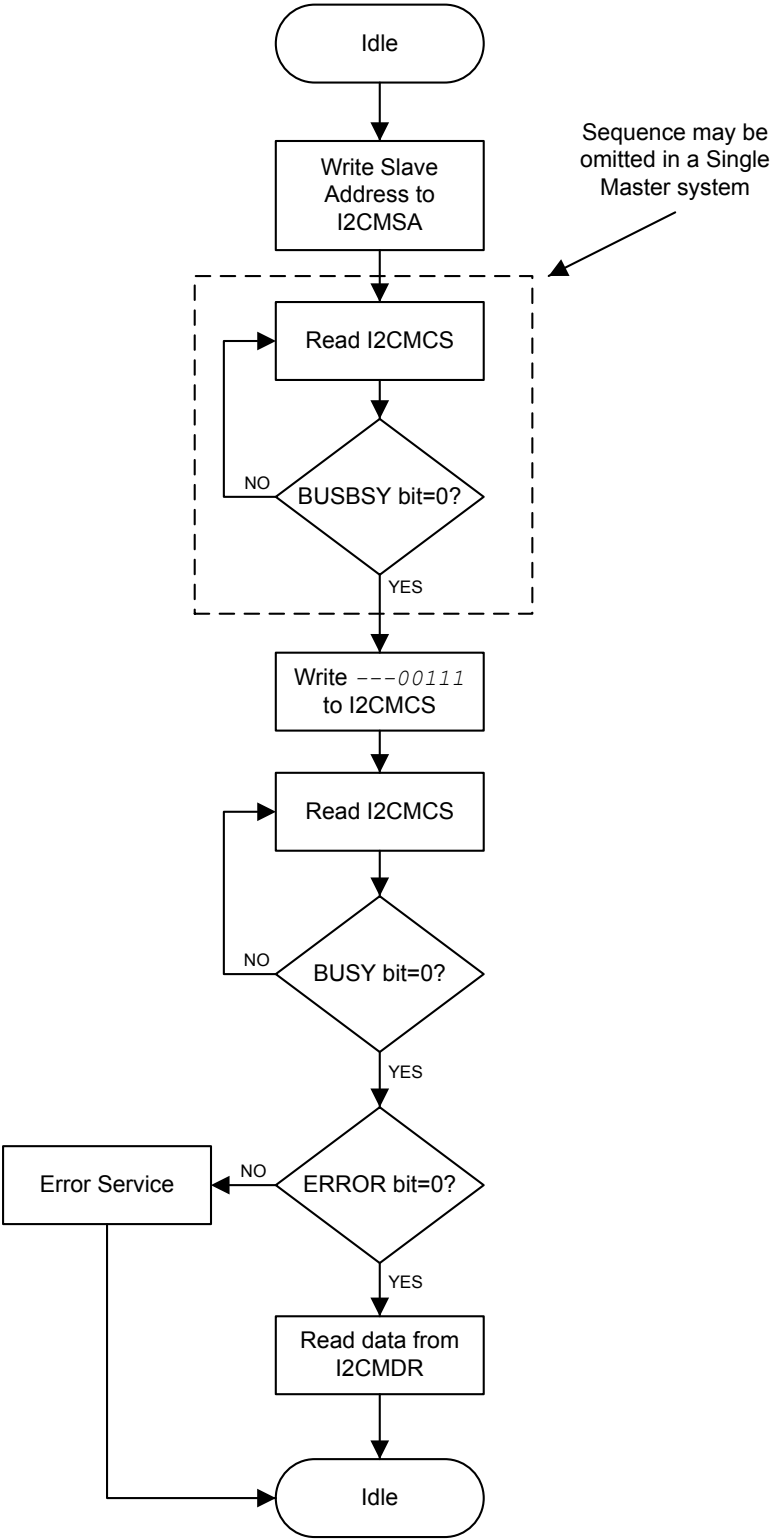 Idle
Sequence may be
omitted in a Single
Master system
Write Slave
Address to
I2CMSA
Read I2CMCS
NO
BUSBSY bit=0?
YES
Write ---00111
to I2CMCS
Read I2CMCS
NO
BUSY bit=0?
YES
Error Service
NO
ERROR bit=0?
YES
Read data from
I2CMDR
Idle